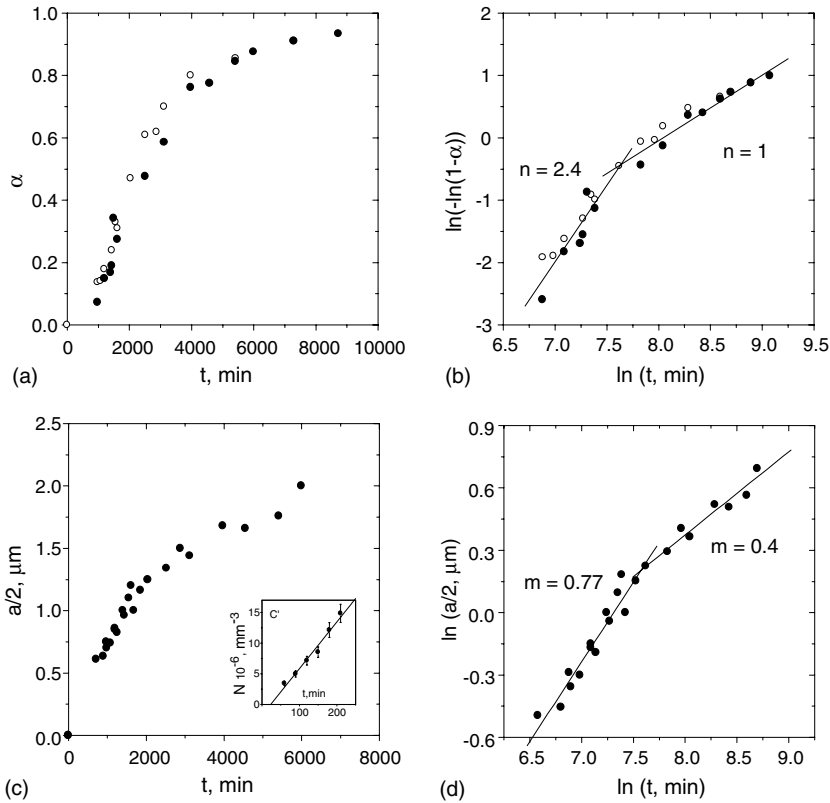 1.0
0.8
0.6
0.4
0.2
0.0
α
0 2000 4000 6000 8000 10000
t, min
(a)
2
1
0
-1
-2
-3
ln(-ln(1-α))
n = 2.4
n = 1
6.5 7.0 7.5 8.0 8.5 9.0 9.5
ln (t, min)
(b)
2.5
2.0
1.5
1.0
0.5
0.0
a/2, μm
0 2000 4000 6000 8000
t, min
(c)
15
10
5
0
N 10-6, mm-3
C'
t,min
100 200
0.9
0.6
0.3
0.0
-0.3
-0.6
ln (a/2, μm)
m = 0.77
m = 0.4
6.5 7.0 7.5 8.0 8.5 9.0
ln (t, min)
(d)